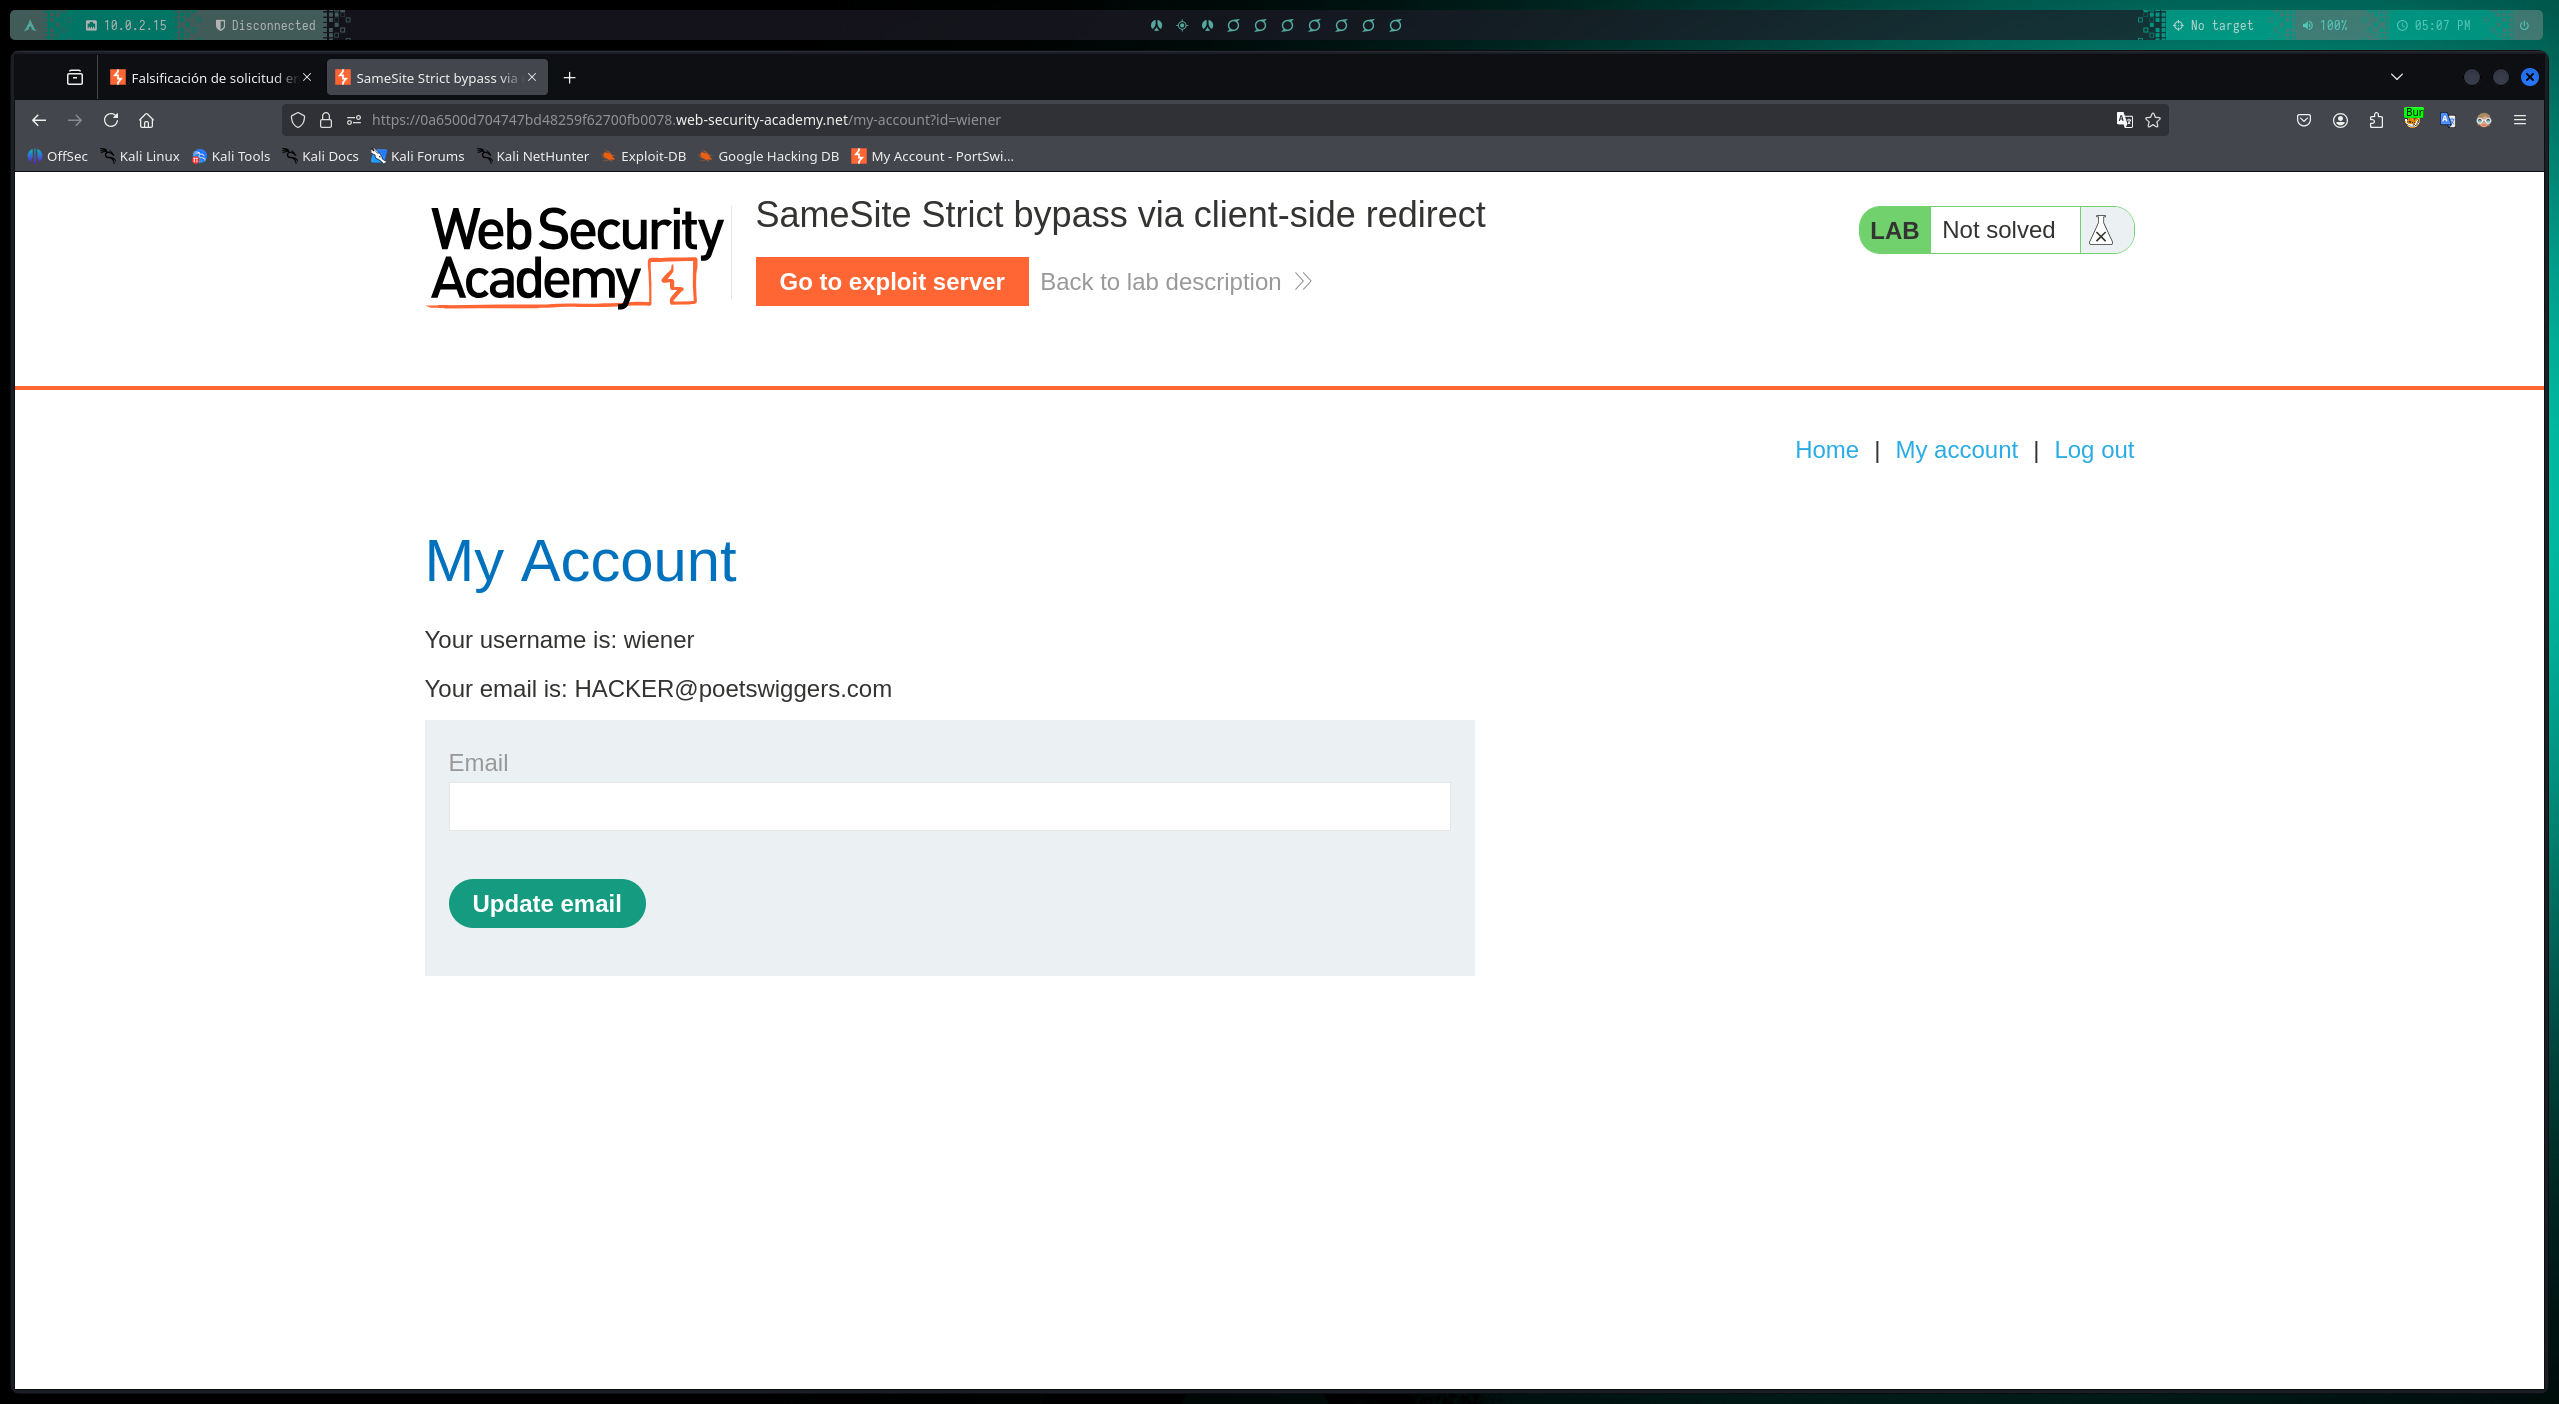 10.0.2.15 Disconnected No target 100% 05:07 PM
Falsificación de solicitud en SameSite Strict bypass via
https://0a6500d704747bd48259f62700fb0078.web-security-academy.net/my-account?id=wiener
OffSec Kali Linux Kali Tools Kali Docs Kali Forums Kali NetHunter Exploit-DB Google Hacking DB My Account - PortSwi...
Web Security
Academy
SameSite Strict bypass via client-side redirect
LAB Not solved
Go to exploit server Back to lab description
Home | My account | Log out
My Account
Your username is: wiener
Your email is: HACKER@poetswiggers.com
Email
Update email